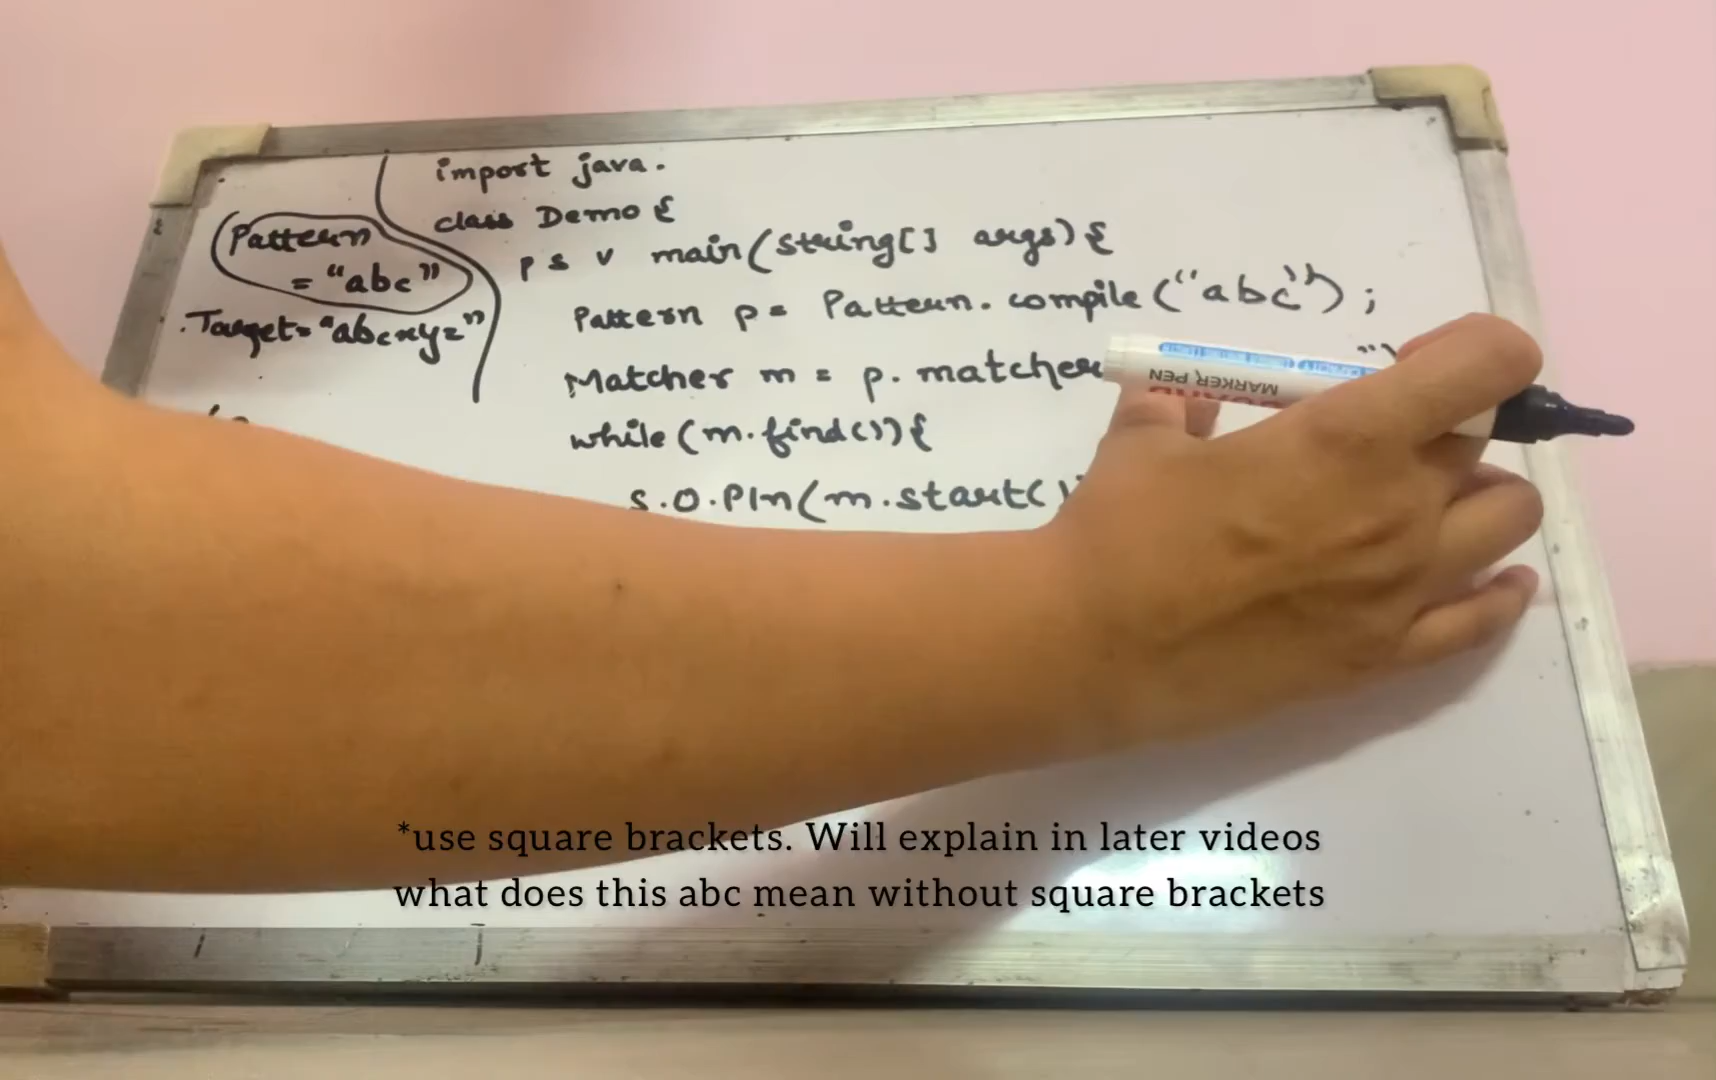 import java.
class Demo {
p s v main(string[] args){
Pattern p = Pattern.compile("abc");
Matcher m = p.matcher
while(m.find()){
s.o.Pln(m.start()
Pattern
= "abc"
.Target="abcxyz"
MARKER PEN
*use square brackets. Will explain in later videos
what does this abc mean without square brackets